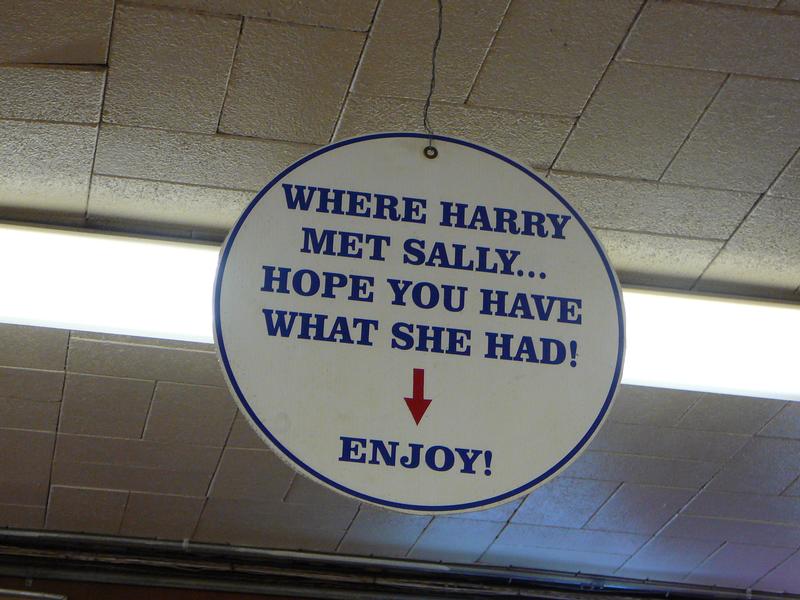 WHERE HARRY
MET SALLY...
HOPE YOU HAVE
WHAT SHE HAD!
ENJOY!